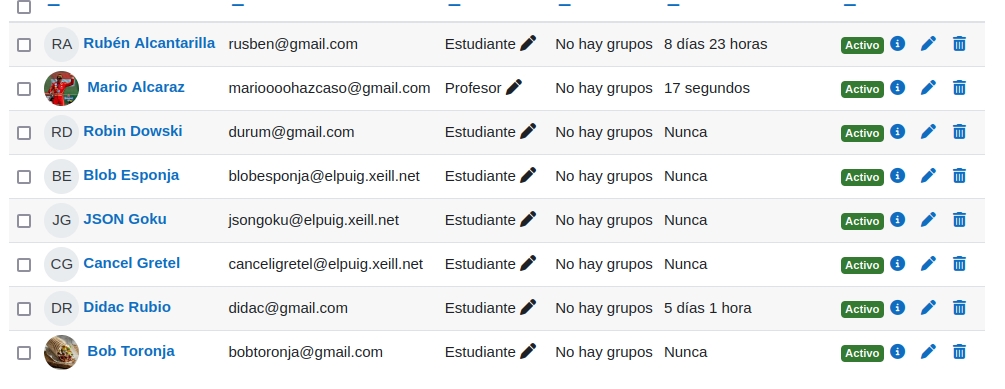 RA Rubén Alcantarilla rusben@gmail.com Estudiante No hay grupos 8 días 23 horas Activo
Mario Alcaraz marioooohazcaso@gmail.com Profesor No hay grupos 17 segundos Activo
RD Robin Dowski durum@gmail.com Estudiante No hay grupos Nunca Activo
BE Blob Esponja blobesponja@elpuig.xeill.net Estudiante No hay grupos Nunca Activo
JG JSON Goku jsongoku@elpuig.xeill.net Estudiante No hay grupos Nunca Activo
CG Cancel Gretel canceligretel@elpuig.xeill.net Estudiante No hay grupos Nunca Activo
DR Didac Rubio didac@gmail.com Estudiante No hay grupos 5 días 1 hora Activo
Bob Toronja bobtoronja@gmail.com Estudiante No hay grupos Nunca Activo